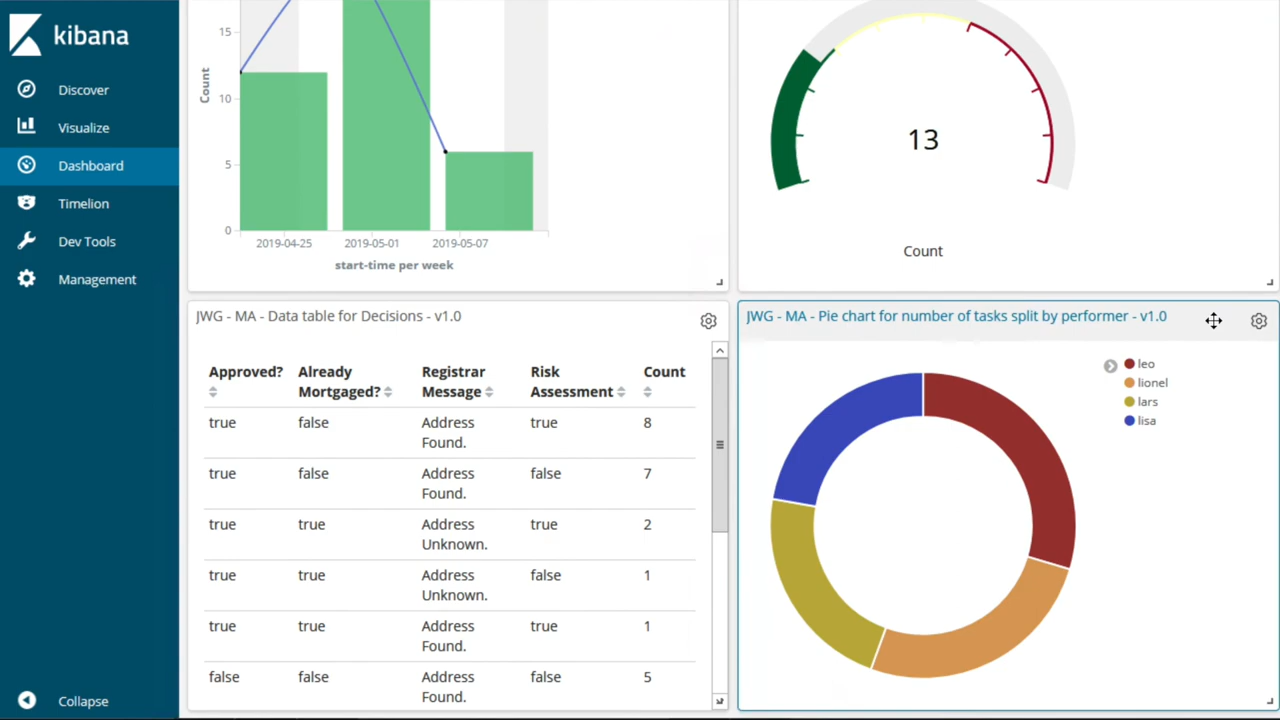 kibana
Discover
Visualize
Dashboard
Timelion
Dev Tools
Management
Collapse
15
10
5
0
Count
2019-04-25 2019-05-01 2019-05-07
start-time per week
13
Count
JWG - MA - Data table for Decisions - v1.0
Approved? Already Mortgaged? Registrar Message Risk Assessment Count
true false Address Found. true 8
true false Address Found. false 7
true true Address Unknown. true 2
true true Address Unknown. false 1
true true Address Found. true 1
false false Address Found. false 5
JWG - MA - Pie chart for number of tasks split by performer - v1.0
leo
lionel
lars
lisa